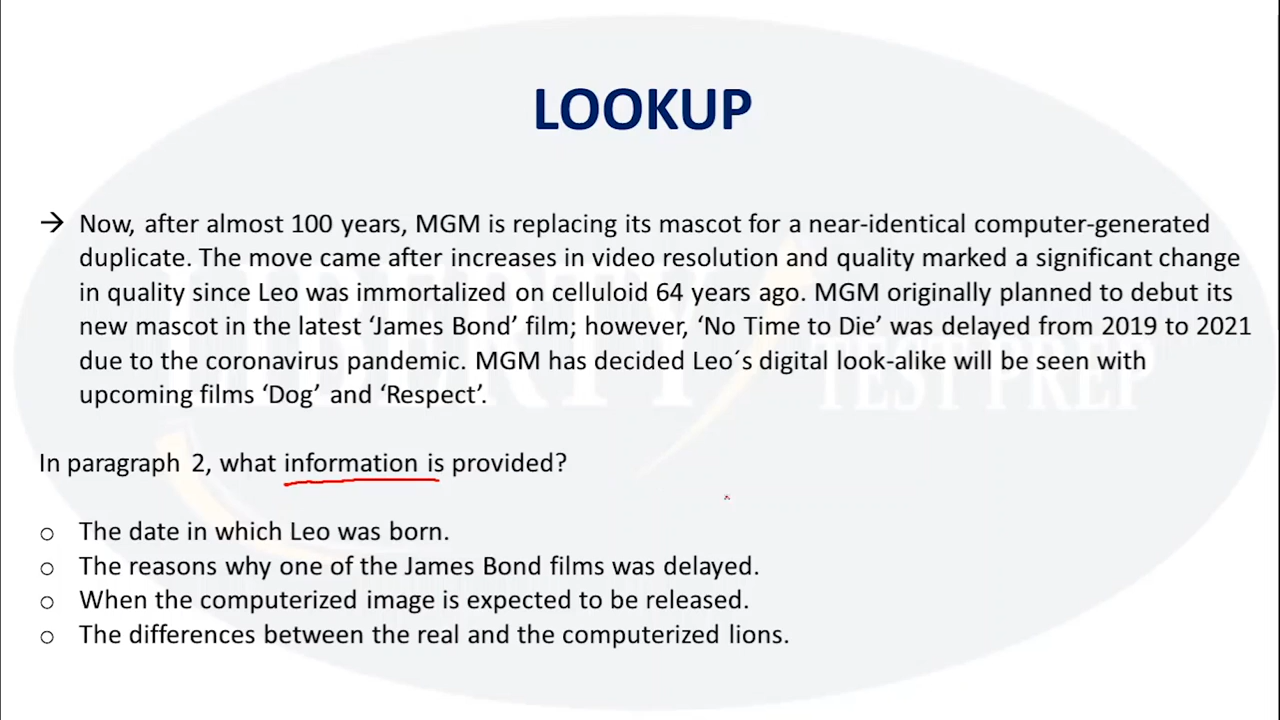 LOOKUP
→ Now, after almost 100 years, MGM is replacing its mascot for a near-identical computer-generated
duplicate. The move came after increases in video resolution and quality marked a significant change
in quality since Leo was immortalized on celluloid 64 years ago. MGM originally planned to debut its
new mascot in the latest ‘James Bond’ film; however, ‘No Time to Die’ was delayed from 2019 to 2021
due to the coronavirus pandemic. MGM has decided Leo´s digital look-alike will be seen with
upcoming films ‘Dog’ and ‘Respect’.
LIBERTY
TEST PREP
In paragraph 2, what information is provided?
o The date in which Leo was born.
o The reasons why one of the James Bond films was delayed.
o When the computerized image is expected to be released.
o The differences between the real and the computerized lions.